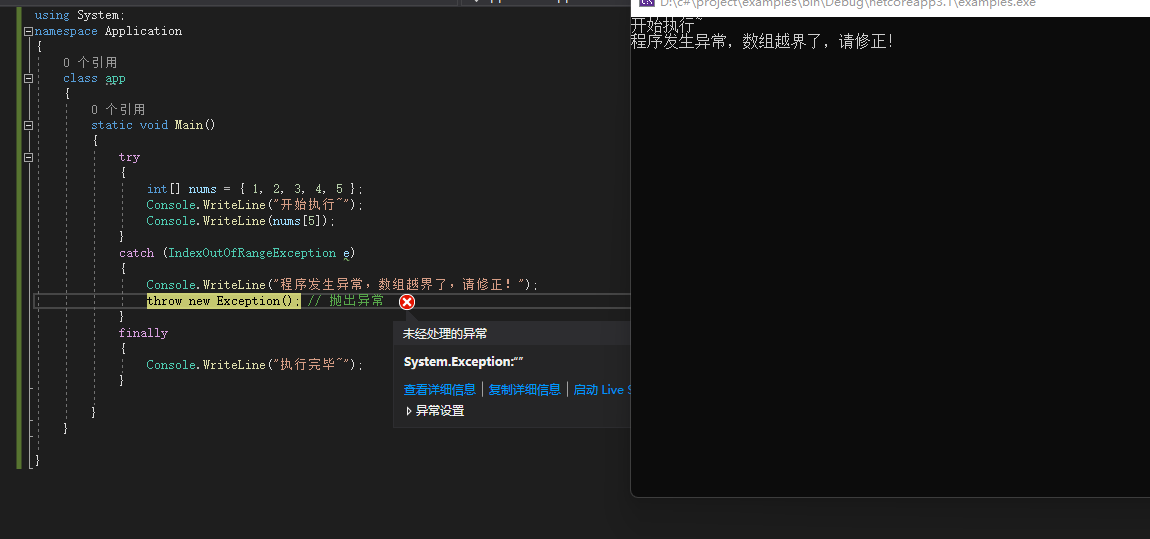 using System;
namespace Application
{
0 个引用
class app
{
0 个引用
static void Main()
{
try
{
int[] nums = { 1, 2, 3, 4, 5 };
Console.WriteLine("开始执行~");
Console.WriteLine(nums[5]);
}
catch (IndexOutOfRangeException e)
{
Console.WriteLine("程序发生异常，数组越界了，请修正！");
throw new Exception(); // 抛出异常
}
finally
{
Console.WriteLine("执行完毕~");
}
}
}
}
未经处理的异常
System.Exception:""
查看详细信息 | 复制详细信息 | 启动 Live
异常设置
D:\c#\project\examples\bin\Debug\netcoreapp3.1\examples.exe
开始执行~
程序发生异常，数组越界了，请修正！